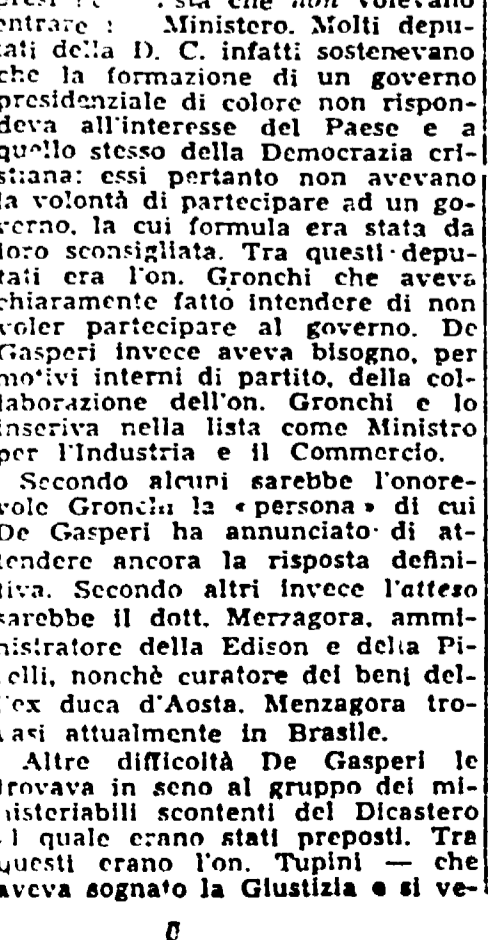 sta che non volevano
entrare : Ministero. Molti depu-
tati della D. C. infatti sostenevano
che la formazione di un governo
presidenziale di colore non rispon-
deva all'interesse del Paese e a
quello stesso della Democrazia cri-
stiana: essi pertanto non avevano
la volontà di partecipare ad un go-
verno, la cui formula era stata da
loro sconsigliata. Tra questi depu-
tati era l'on. Gronchi che aveva
chiaramente fatto intendere di non
voler partecipare al governo. De
Gasperi invece aveva bisogno, per
motivi interni di partito, della col-
laborazione dell'on. Gronchi e lo
inseriva nella lista come Ministro
per l'Industria e il Commercio.
Secondo alcuni sarebbe l'onore-
vole Gronchi la « persona » di cui
De Gasperi ha annunciato di at-
tendere ancora la risposta defini-
tiva. Secondo altri invece l'atteso
sarebbe il dott. Merzagora, ammi-
nistratore della Edison e della Pi-
relli, nonchè curatore dei beni del-
l'ex duca d'Aosta. Menzagora tro-
vasi attualmente in Brasile.
Altre difficoltà De Gasperi le
trovava in seno al gruppo dei mi-
nisteriabili scontenti del Dicastero
al quale erano stati preposti. Tra
questi erano l'on. Tupini — che
aveva sognato la Giustizia e si ve-